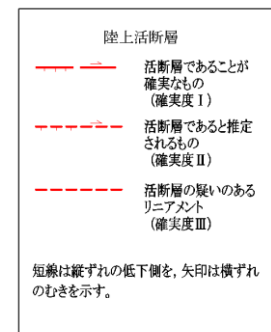 陸上活断層
活断層であることが
確実なもの
(確実度Ⅰ)
活断層であると推定
されるもの
(確実度Ⅱ)
活断層の疑いのある
リニアメント
(確実度Ⅲ)
短線は縦ずれの低下側を, 矢印は横ずれ
のむきを示す。